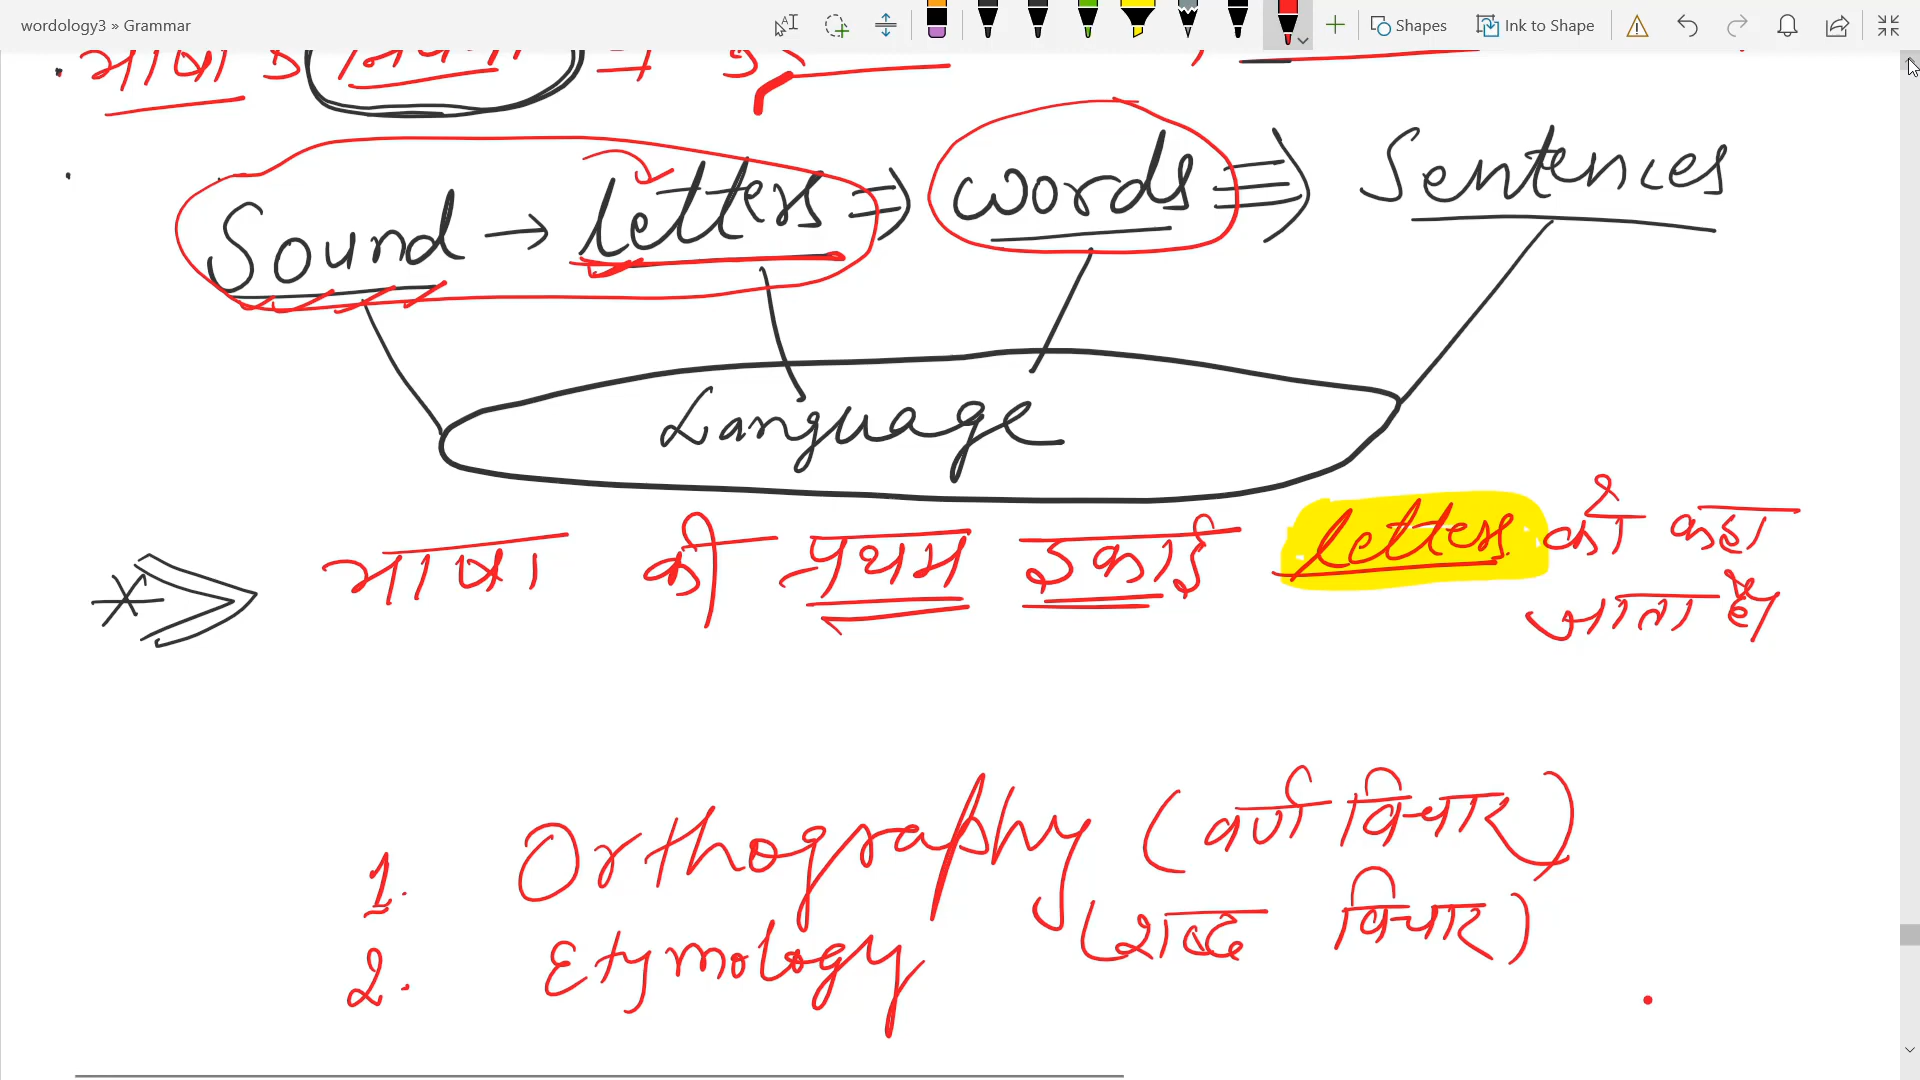 wordology3 » Grammar
Shapes
Ink to Shape
Sound → letters ⇒ words ⇒ Sentences
Language
भाषा की प्रथम इकाई letters को कहा
जाता है।
1. Orthography (वर्ण विचार)
2. Etymology (शब्द विचार)